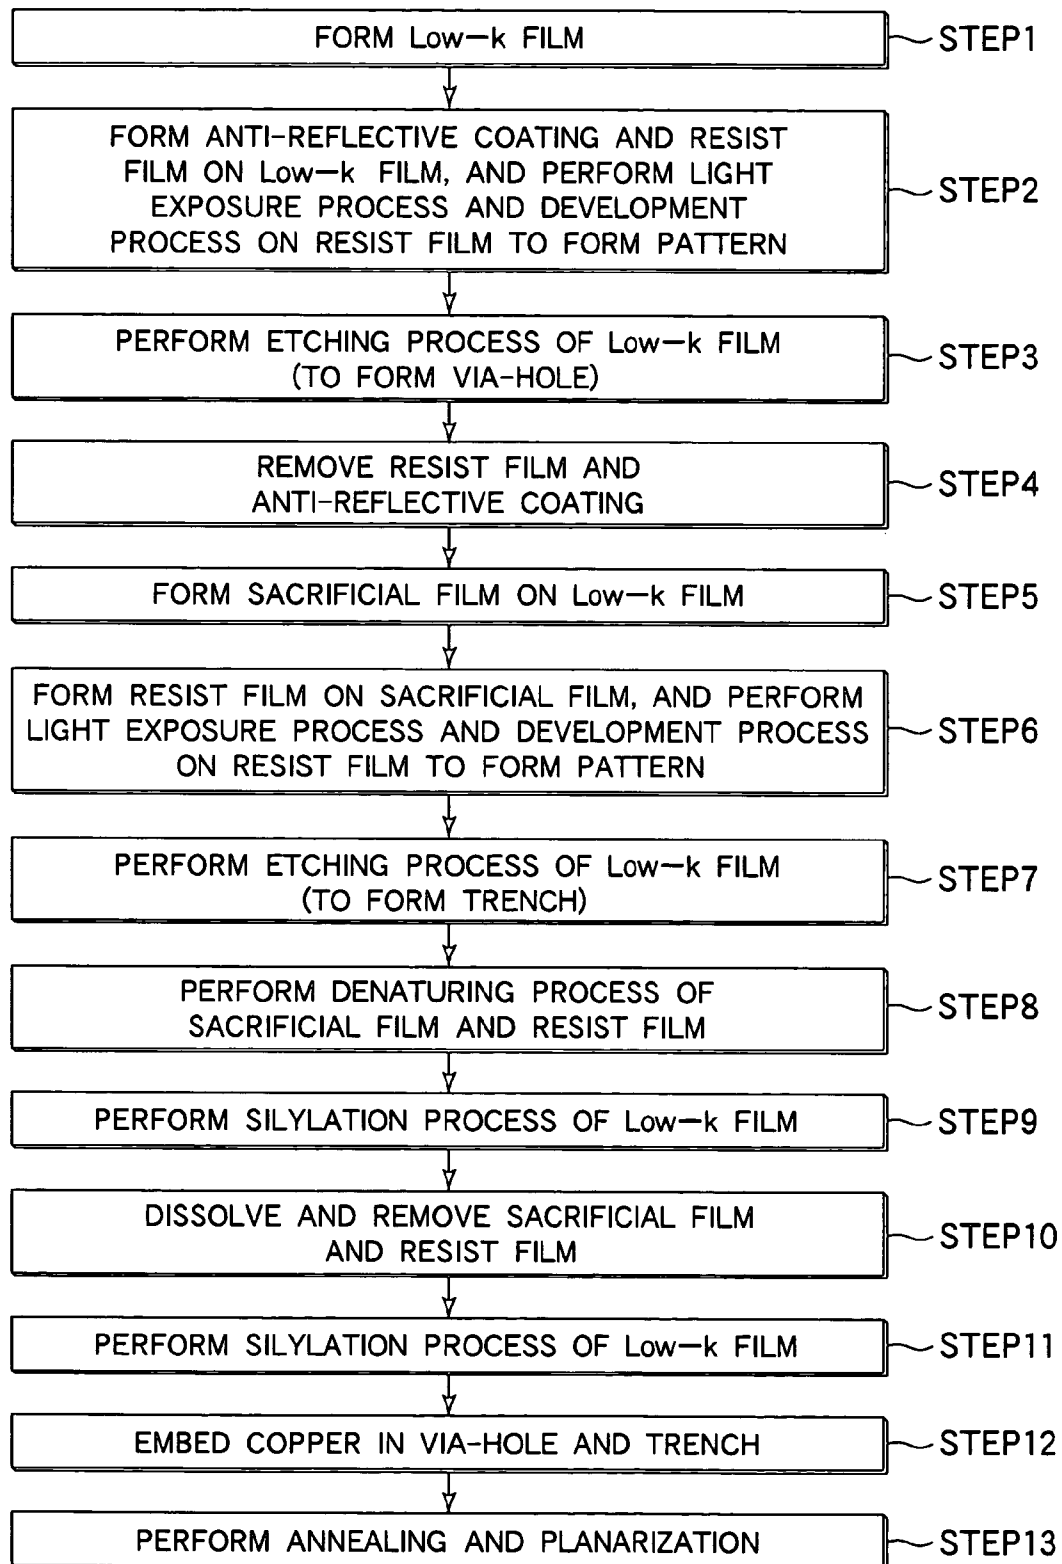 FORM Low-k FILM
STEP1
FORM ANTI-REFLECTIVE COATING AND RESIST
FILM ON Low-k FILM, AND PERFORM LIGHT
EXPOSURE PROCESS AND DEVELOPMENT
PROCESS ON RESIST FILM TO FORM PATTERN
STEP2
PERFORM ETCHING PROCESS OF Low-k FILM
(TO FORM VIA-HOLE)
STEP3
REMOVE RESIST FILM AND
ANTI-REFLECTIVE COATING
STEP4
FORM SACRIFICIAL FILM ON Low-k FILM
STEP5
FORM RESIST FILM ON SACRIFICIAL FILM, AND PERFORM
LIGHT EXPOSURE PROCESS AND DEVELOPMENT PROCESS
ON RESIST FILM TO FORM PATTERN
STEP6
PERFORM ETCHING PROCESS OF Low-k FILM
(TO FORM TRENCH)
STEP7
PERFORM DENATURING PROCESS OF
SACRIFICIAL FILM AND RESIST FILM
STEP8
PERFORM SILYLATION PROCESS OF Low-k FILM
STEP9
DISSOLVE AND REMOVE SACRIFICIAL FILM
AND RESIST FILM
STEP10
PERFORM SILYLATION PROCESS OF Low-k FILM
STEP11
EMBED COPPER IN VIA-HOLE AND TRENCH
STEP12
PERFORM ANNEALING AND PLANARIZATION
STEP13